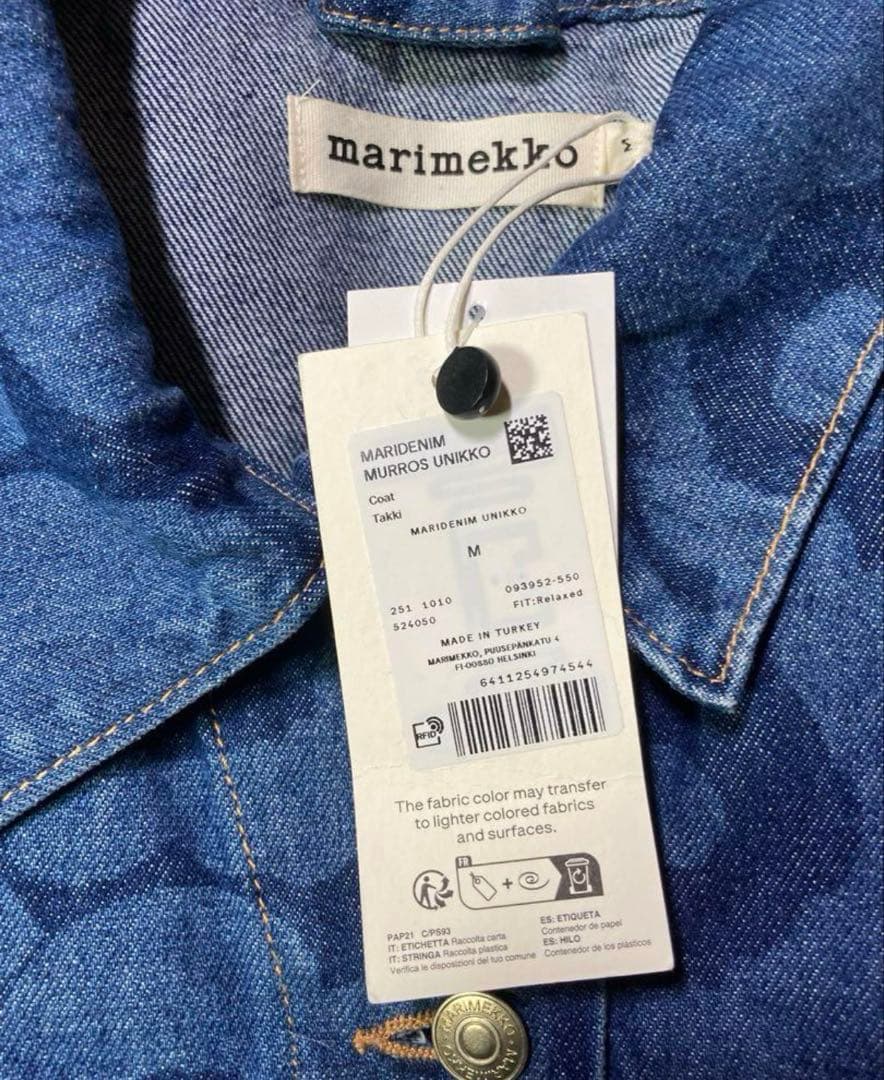 marimekko
M
MARIDENIM
MURROS UNIKKO
Coat
Takki
MARIDENIM UNIKKO
M
251 1010
093952-550
524050
FIT:Relaxed
MADE IN TURKEY
MARIMEKKO, PUUSEPÄNKATU 4
FI-00880 HELSINKI
6411254974544
RFID
The fabric color may transfer
to lighter colored fabrics
and surfaces.
FR
+
PAP21 C/PS93
IT: ETICHETTA Raccolta carta
IT: STRINGA Raccolta plastica
Verifica le disposizioni del tuo comune
ES: ETIQUETA
Contenedor de papel
ES: HILO
Contenedor de los plásticos
MARIMEKKO